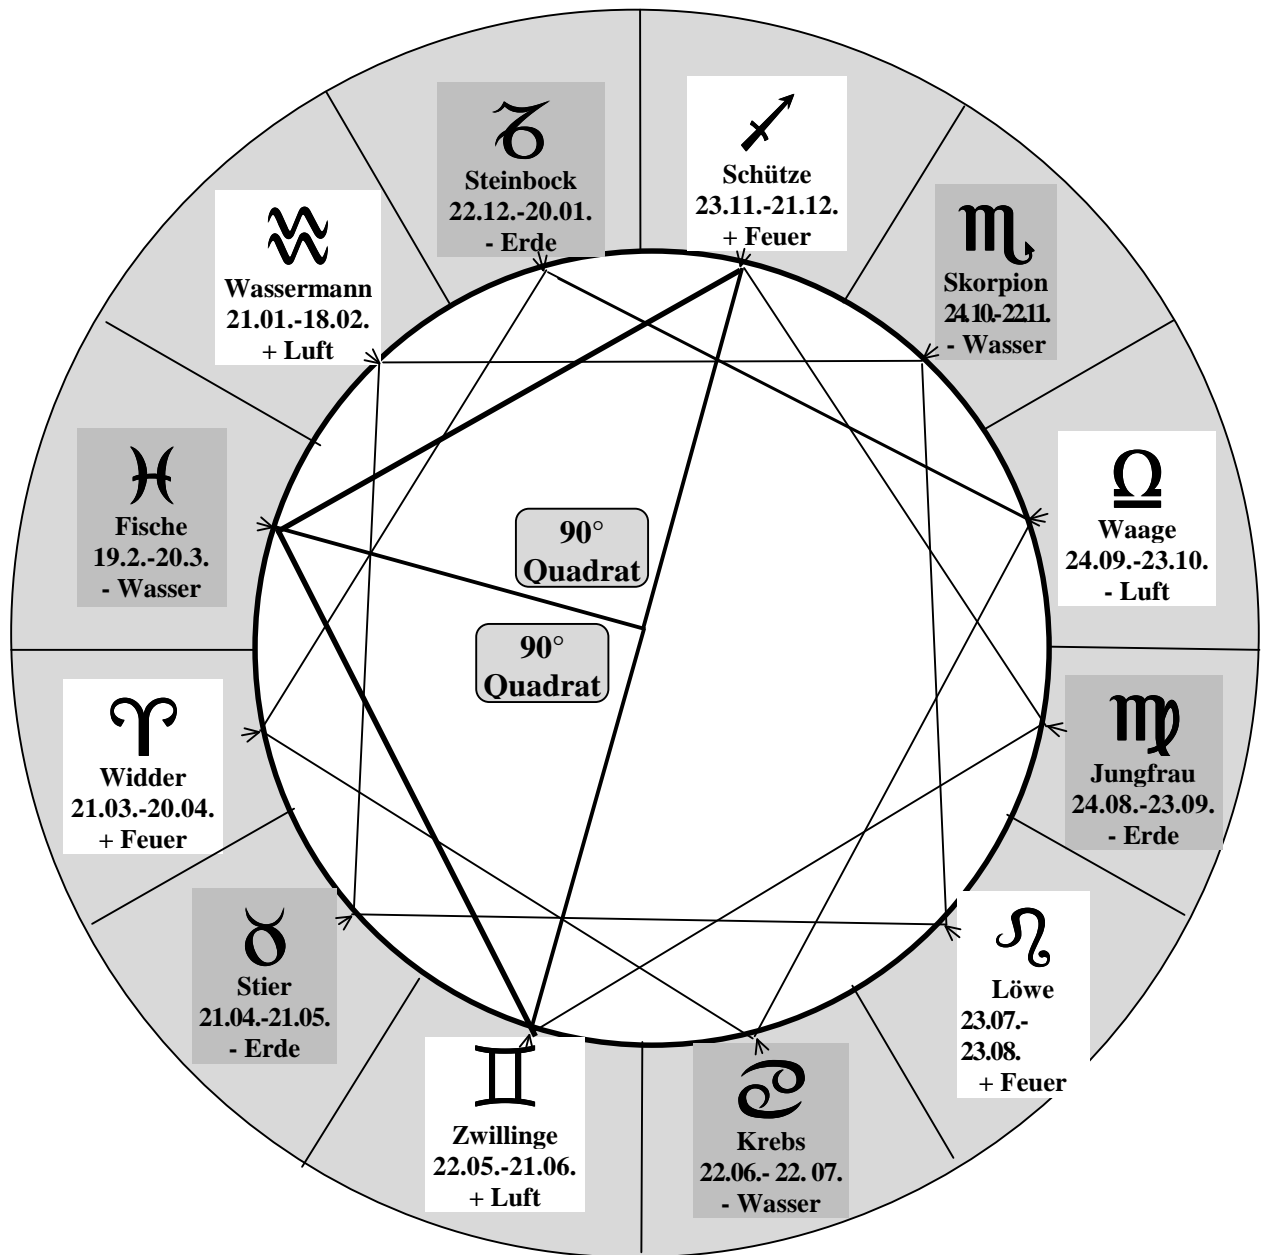 Steinbock
22.12.-20.01.
- Erde
Schütze
23.11.-21.12.
+ Feuer
Wassermann
21.01.-18.02.
+ Luft
Skorpion
24.10.-22.11.
- Wasser
Fische
19.2.-20.3.
- Wasser
90°
Quadrat
Waage
24.09.-23.10.
- Luft
90°
Quadrat
Widder
21.03.-20.04.
+ Feuer
Jungfrau
24.08.-23.09.
- Erde
Stier
21.04.-21.05.
- Erde
Löwe
23.07.-
23.08.
+ Feuer
Zwillinge
22.05.-21.06.
+ Luft
Krebs
22.06.- 22. 07.
- Wasser